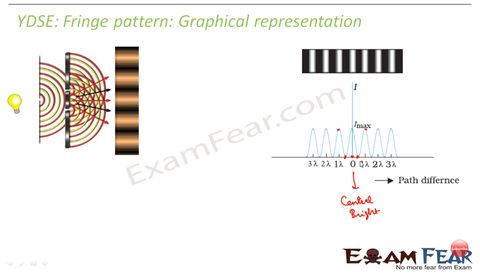 YDSE: Fringe pattern: Graphical representation
I
Imax
3λ 2λ 1λ 0 1λ 2λ 3λ
Path differnce
Central
Bright
ExamFear.com
EXAM FEAR
No more fear from Exam